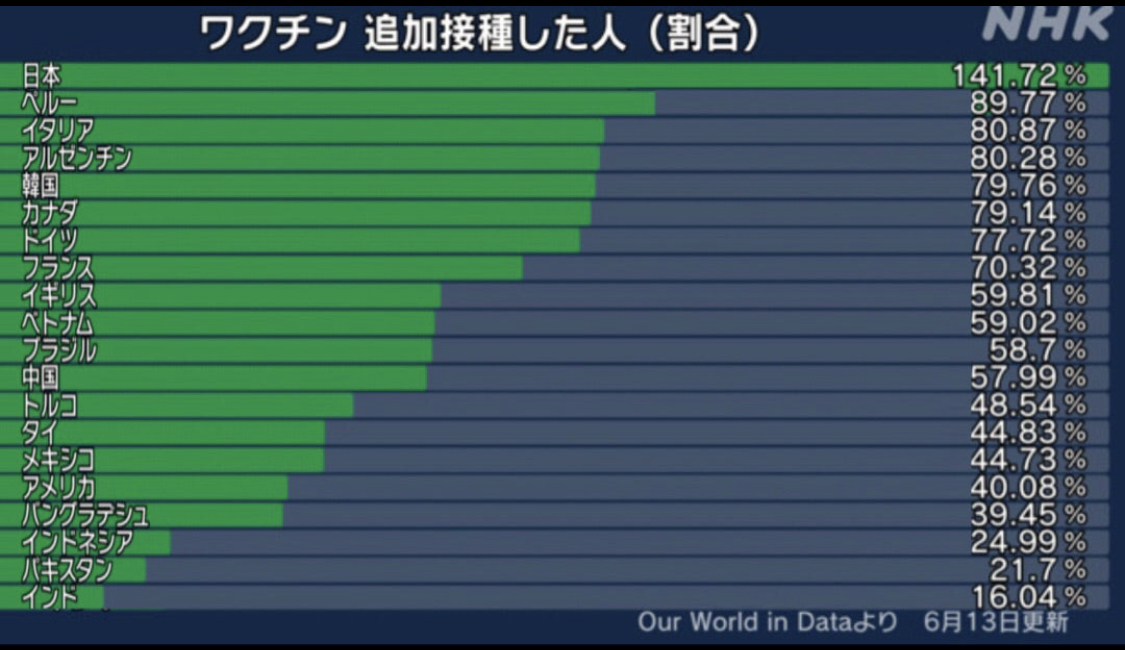 ワクチン 追加接種した人（割合）
NHK
日本 141.72 %
ペルー 89.77 %
イタリア 80.87 %
アルゼンチン 80.28 %
韓国 79.76 %
カナダ 79.14 %
ドイツ 77.72 %
フランス 70.32 %
イギリス 59.81 %
ベトナム 59.02 %
ブラジル 58.7 %
中国 57.99 %
トルコ 48.54 %
タイ 44.83 %
メキシコ 44.73 %
アメリカ 40.08 %
バングラデシュ 39.45 %
インドネシア 24.99 %
パキスタン 21.7 %
インド 16.04 %
Our World in Dataより　6月13日更新